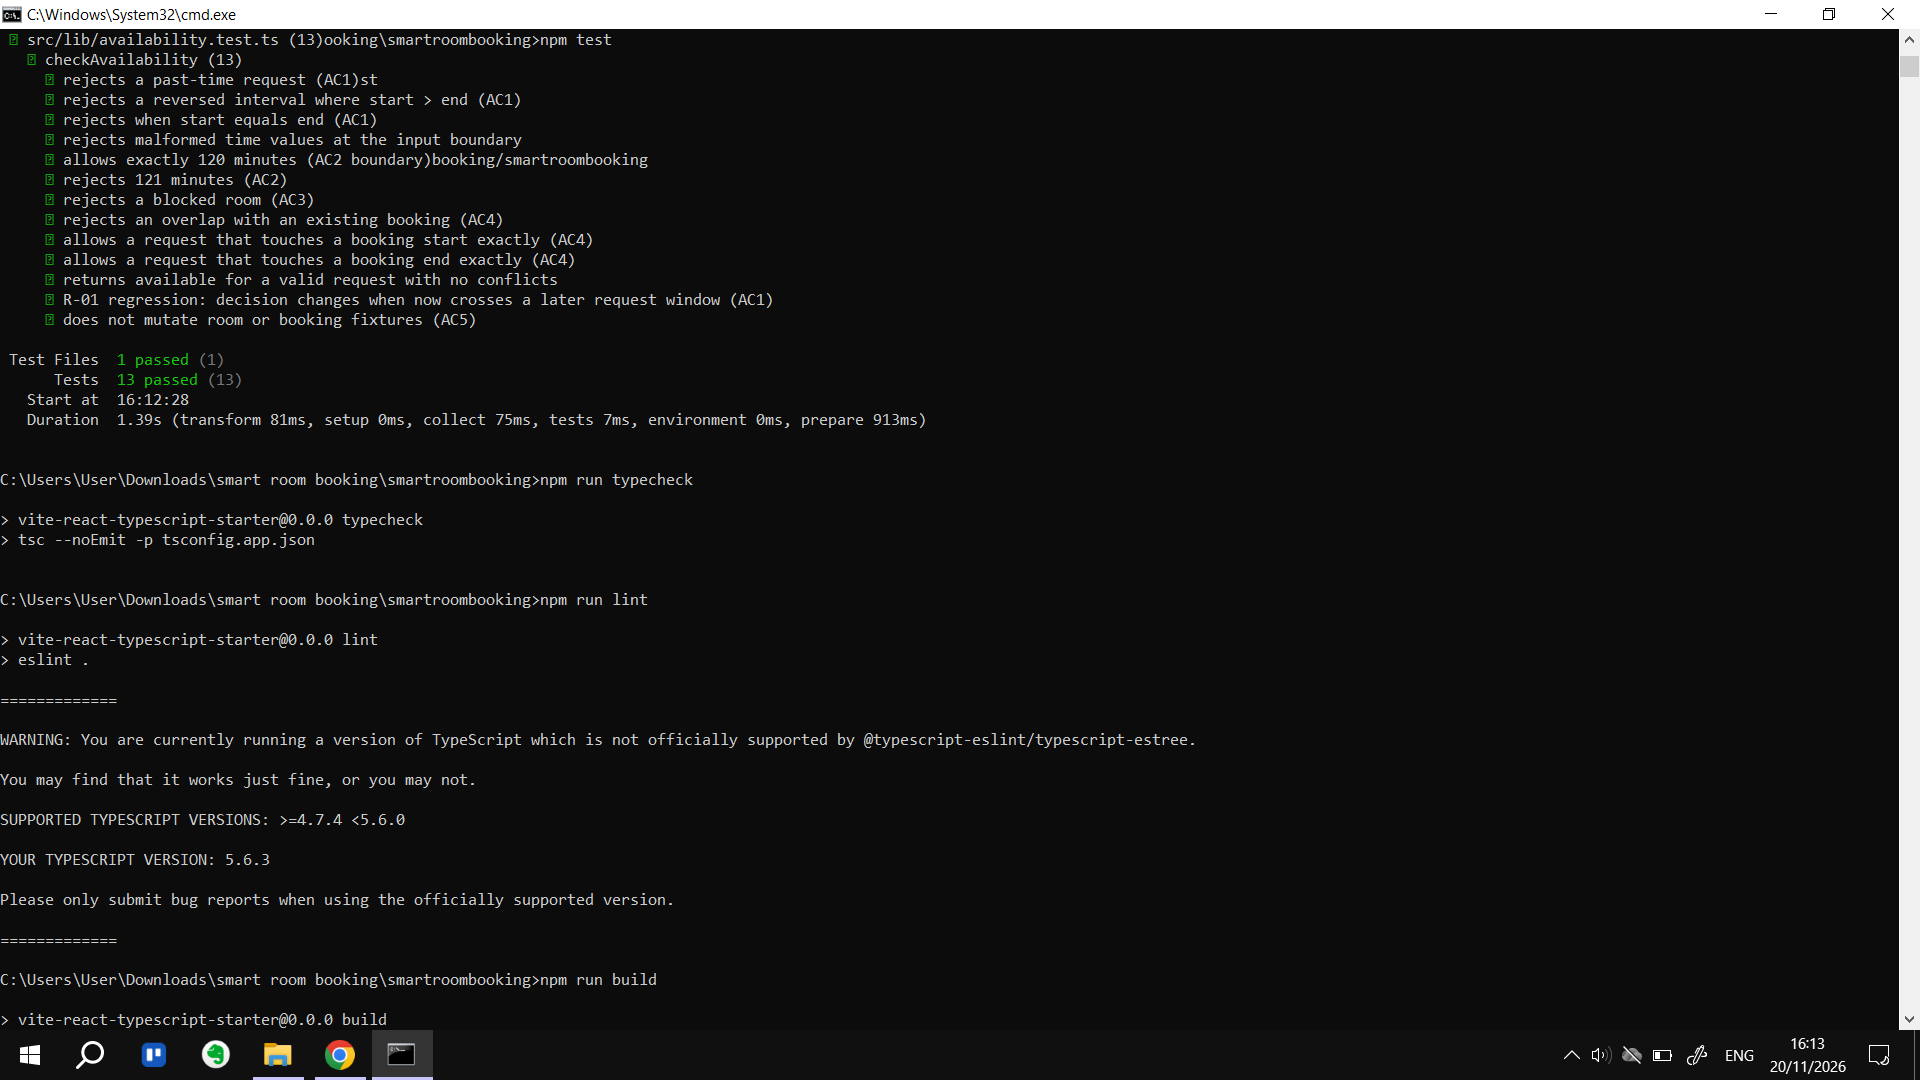 C:\Windows\System32\cmd.exe
src/lib/availability.test.ts (13)ooking\smartroombooking>npm test
checkAvailability (13)
rejects a past-time request (AC1)st
rejects a reversed interval where start > end (AC1)
rejects when start equals end (AC1)
rejects malformed time values at the input boundary
allows exactly 120 minutes (AC2 boundary)booking/smartroombooking
rejects 121 minutes (AC2)
rejects a blocked room (AC3)
rejects an overlap with an existing booking (AC4)
allows a request that touches a booking start exactly (AC4)
allows a request that touches a booking end exactly (AC4)
returns available for a valid request with no conflicts
R-01 regression: decision changes when now crosses a later request window (AC1)
does not mutate room or booking fixtures (AC5)
Test Files  1 passed (1)
Tests  13 passed (13)
Start at  16:12:28
Duration  1.39s (transform 81ms, setup 0ms, collect 75ms, tests 7ms, environment 0ms, prepare 913ms)
C:\Users\User\Downloads\smart room booking\smartroombooking>npm run typecheck
> vite-react-typescript-starter@0.0.0 typecheck
> tsc --noEmit -p tsconfig.app.json
C:\Users\User\Downloads\smart room booking\smartroombooking>npm run lint
> vite-react-typescript-starter@0.0.0 lint
> eslint .
=============
WARNING: You are currently running a version of TypeScript which is not officially supported by @typescript-eslint/typescript-estree.
You may find that it works just fine, or you may not.
SUPPORTED TYPESCRIPT VERSIONS: >=4.7.4 <5.6.0
YOUR TYPESCRIPT VERSION: 5.6.3
Please only submit bug reports when using the officially supported version.
=============
C:\Users\User\Downloads\smart room booking\smartroombooking>npm run build
> vite-react-typescript-starter@0.0.0 build
ENG
16:13
20/11/2026